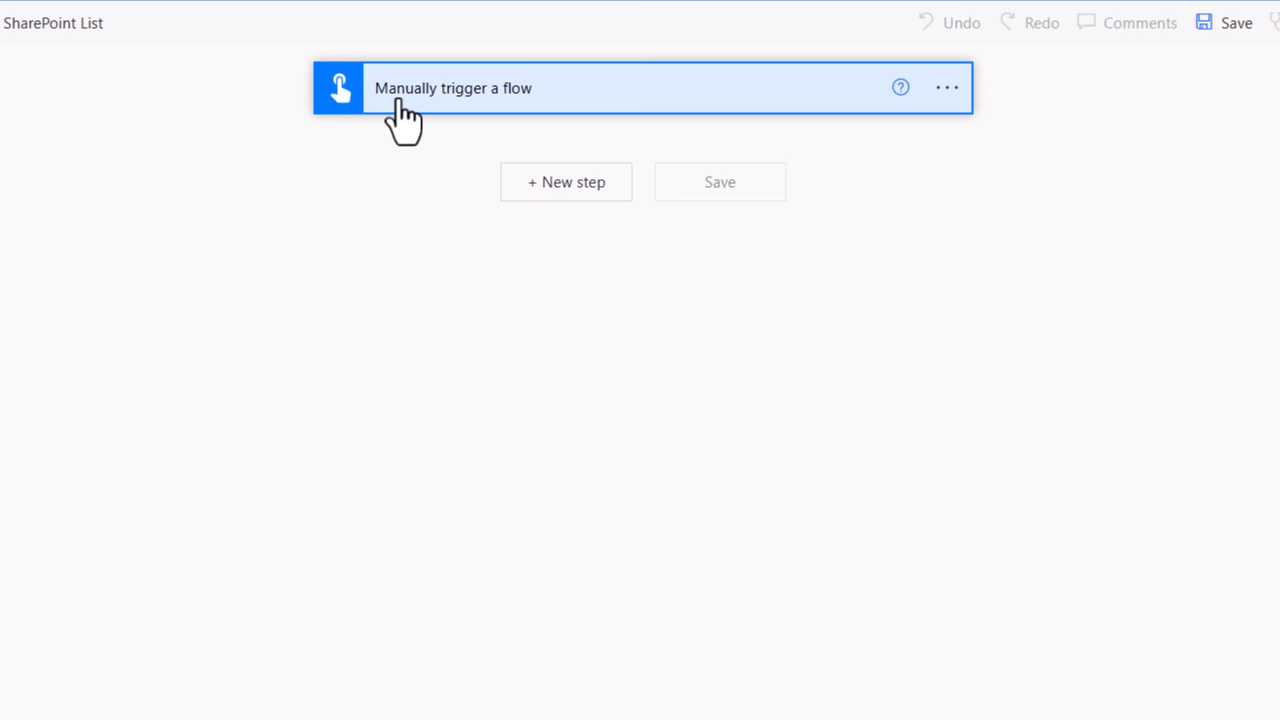 SharePoint List
Undo
Redo
Comments
Save
Manually trigger a flow
+ New step
Save